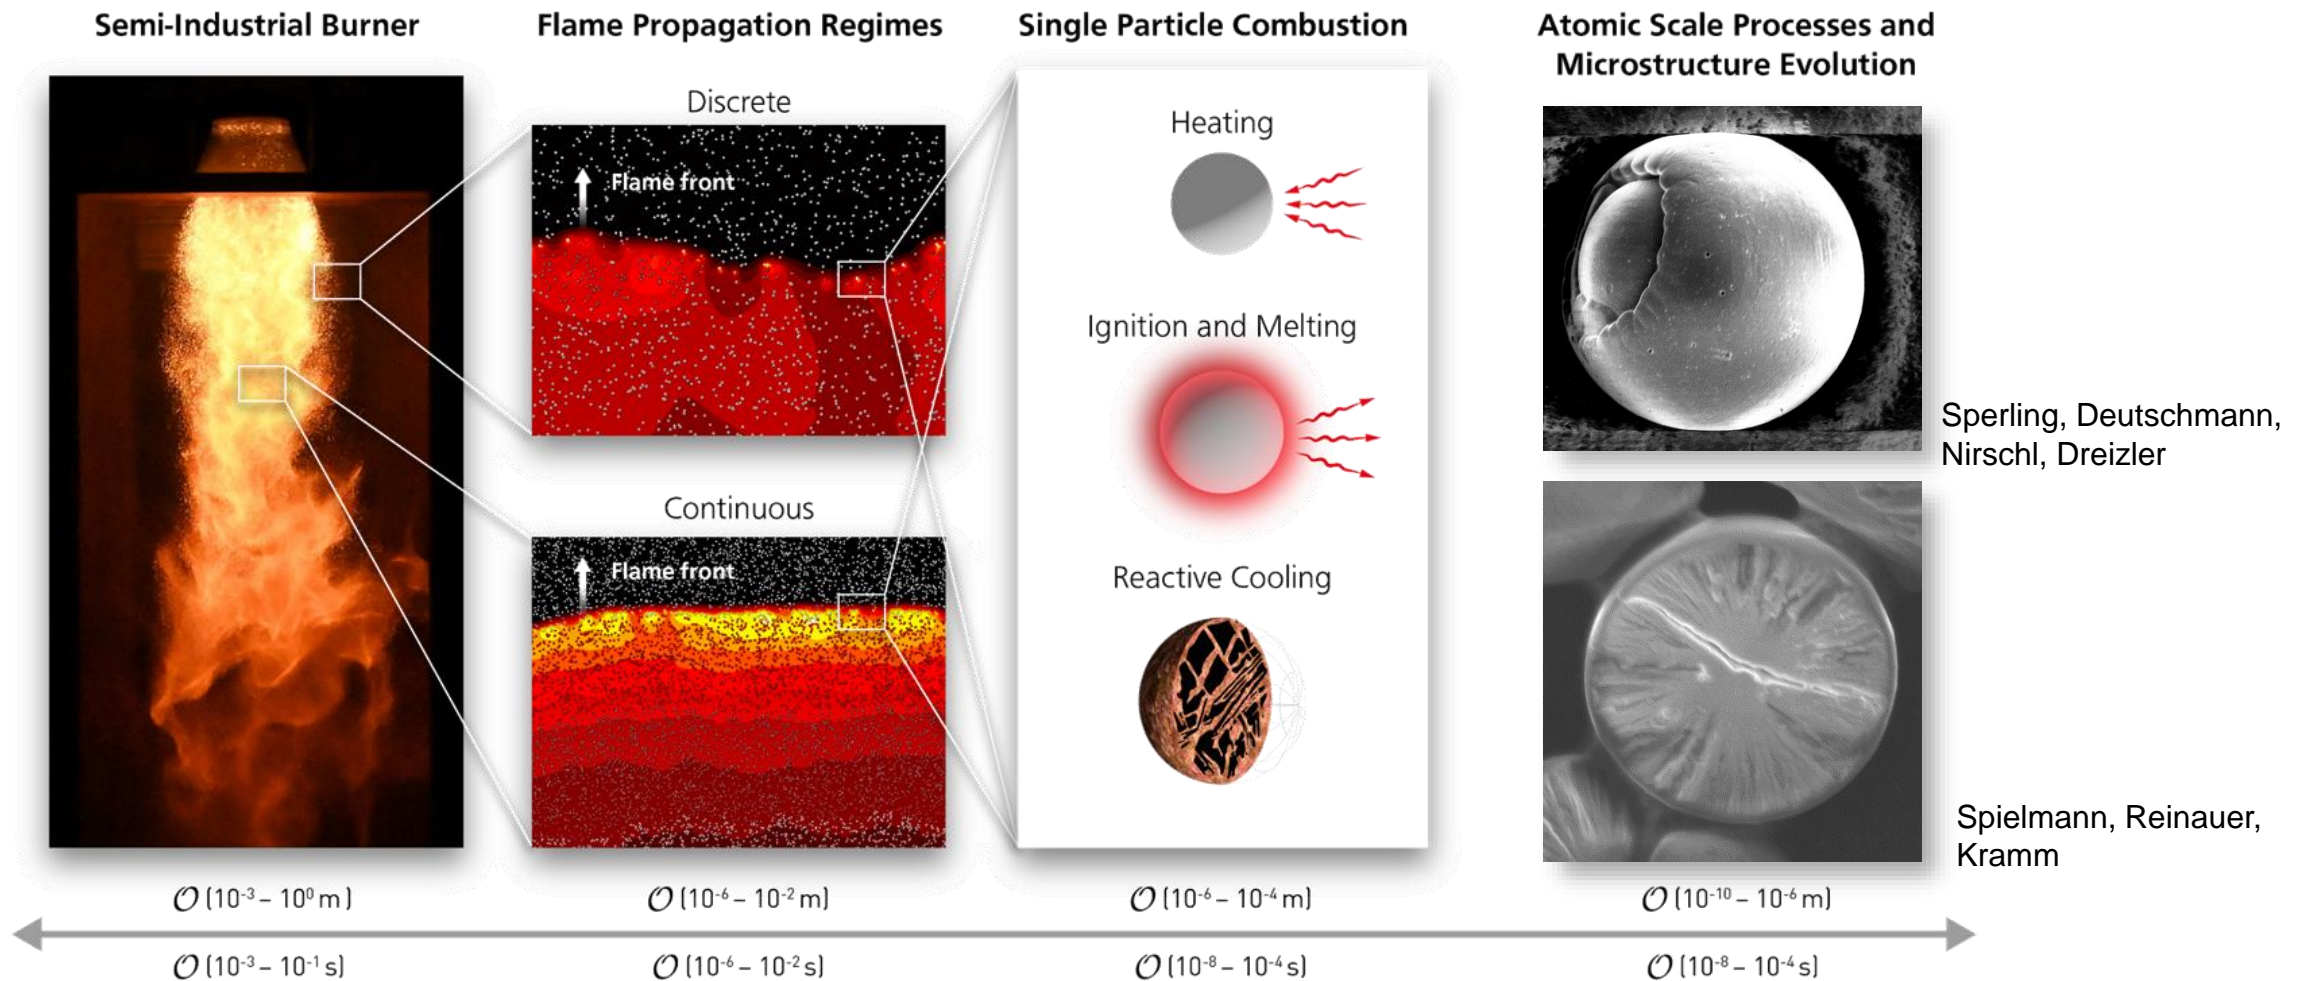 Semi-Industrial Burner
Flame Propagation Regimes
Discrete
Flame front
Continuous
Flame front
Single Particle Combustion
Heating
Ignition and Melting
Reactive Cooling
Atomic Scale Processes and
Microstructure Evolution
Sperling, Deutschmann,
Nirschl, Dreizler
Spielmann, Reinauer,
Kramm
𝒪 (10⁻³ – 10⁰ m)
𝒪 (10⁻⁶ – 10⁻² m)
𝒪 (10⁻⁶ – 10⁻⁴ m)
𝒪 (10⁻¹⁰ – 10⁻⁶ m)
𝒪 (10⁻³ – 10⁻¹ s)
𝒪 (10⁻⁶ – 10⁻² s)
𝒪 (10⁻⁸ – 10⁻⁴ s)
𝒪 (10⁻⁸ – 10⁻⁴ s)